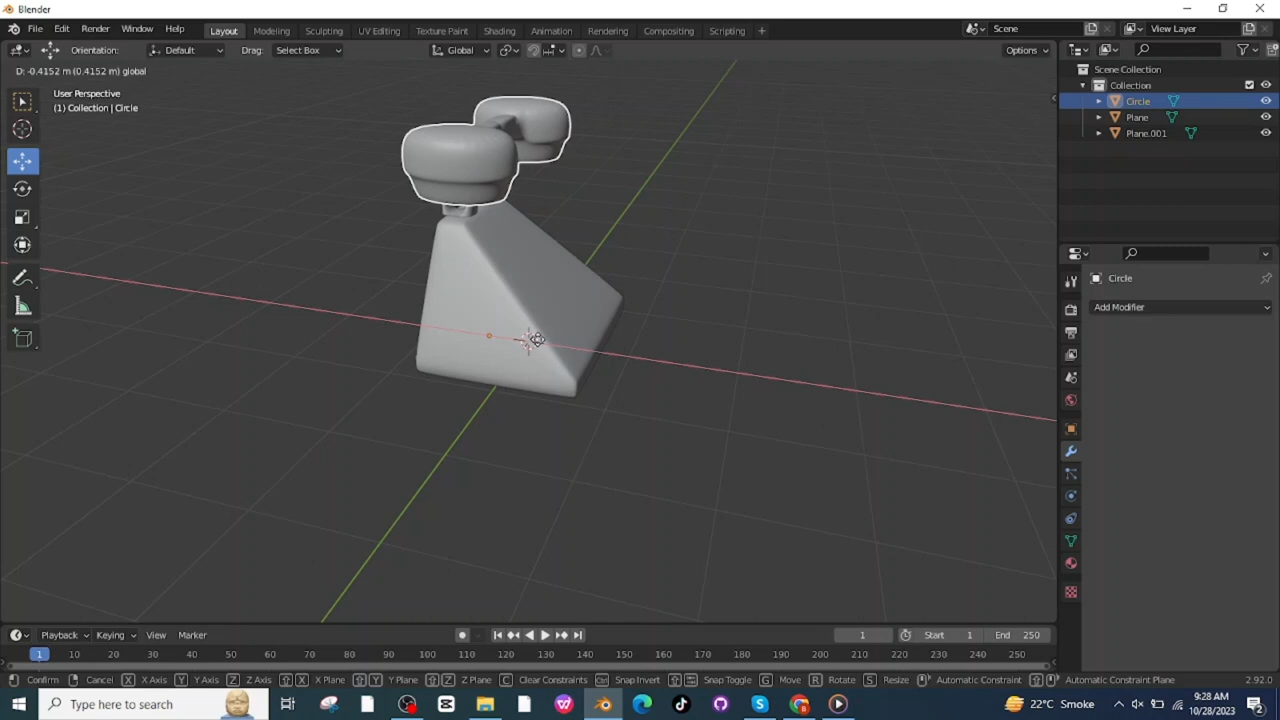 Blender
File Edit Render Window Help
Layout Modeling Sculpting UV Editing Texture Paint Shading Animation Rendering Compositing Scripting
Scene
View Layer
Orientation: Default Drag: Select Box
Global
Options
D: -0.4152 m (0.4152 m) global
User Perspective
(1) Collection | Circle
Scene Collection
Collection
Circle
Plane
Plane.001
Circle
Add Modifier
Playback Keying View Marker
1 Start 1 End 250
1 10 20 30 40 50 60 70 80 90 100 110 120 130 140 150 160 170 180 190 200 210 220 230 240 250
Confirm Cancel X X Axis Y Y Axis Z Z Axis X X Plane Y Y Plane Z Z Plane C Clear Constraints Ctrl Snap Invert Snap Toggle G Move R Rotate S Resize Automatic Constraint Automatic Constraint Plane 2.92.0
Type here to search
22°C Smoke
9:28 AM
10/28/2023
2